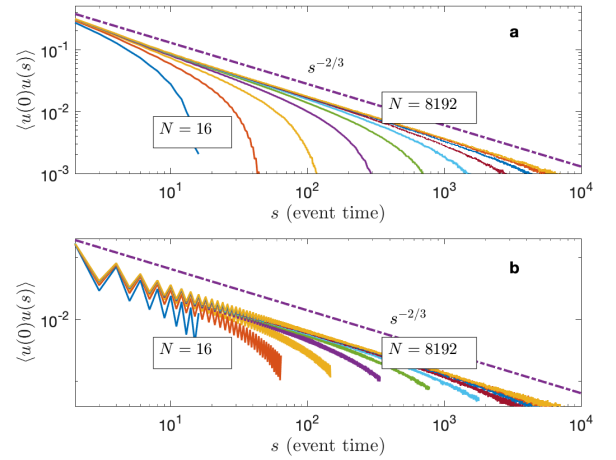 a
⟨u(0)u(s)⟩
10^{-1}
10^{-2}
10^{-3}
s^{-2/3}
N = 16
N = 8192
10^1
10^2
10^3
10^4
s (event time)
b
⟨u(0)u(s)⟩
10^{-2}
s^{-2/3}
N = 16
N = 8192
10^1
10^2
10^3
10^4
s (event time)